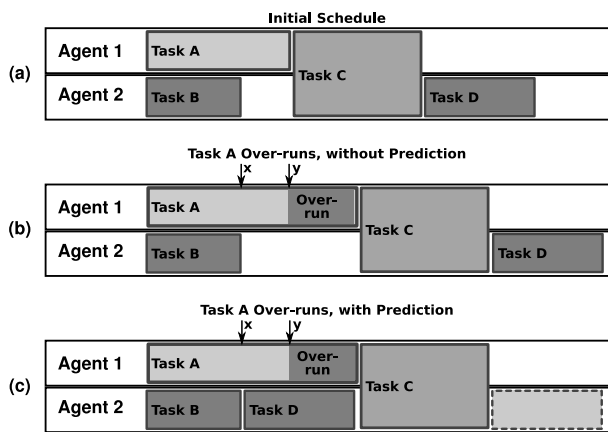 Initial Schedule
(a)
Agent 1
Task A
Task C
Agent 2
Task B
Task D
Task A Over-runs, without Prediction
x
y
(b)
Agent 1
Task A
Over-
run
Task C
Agent 2
Task B
Task D
Task A Over-runs, with Prediction
x
y
(c)
Agent 1
Task A
Over-
run
Task C
Agent 2
Task B
Task D